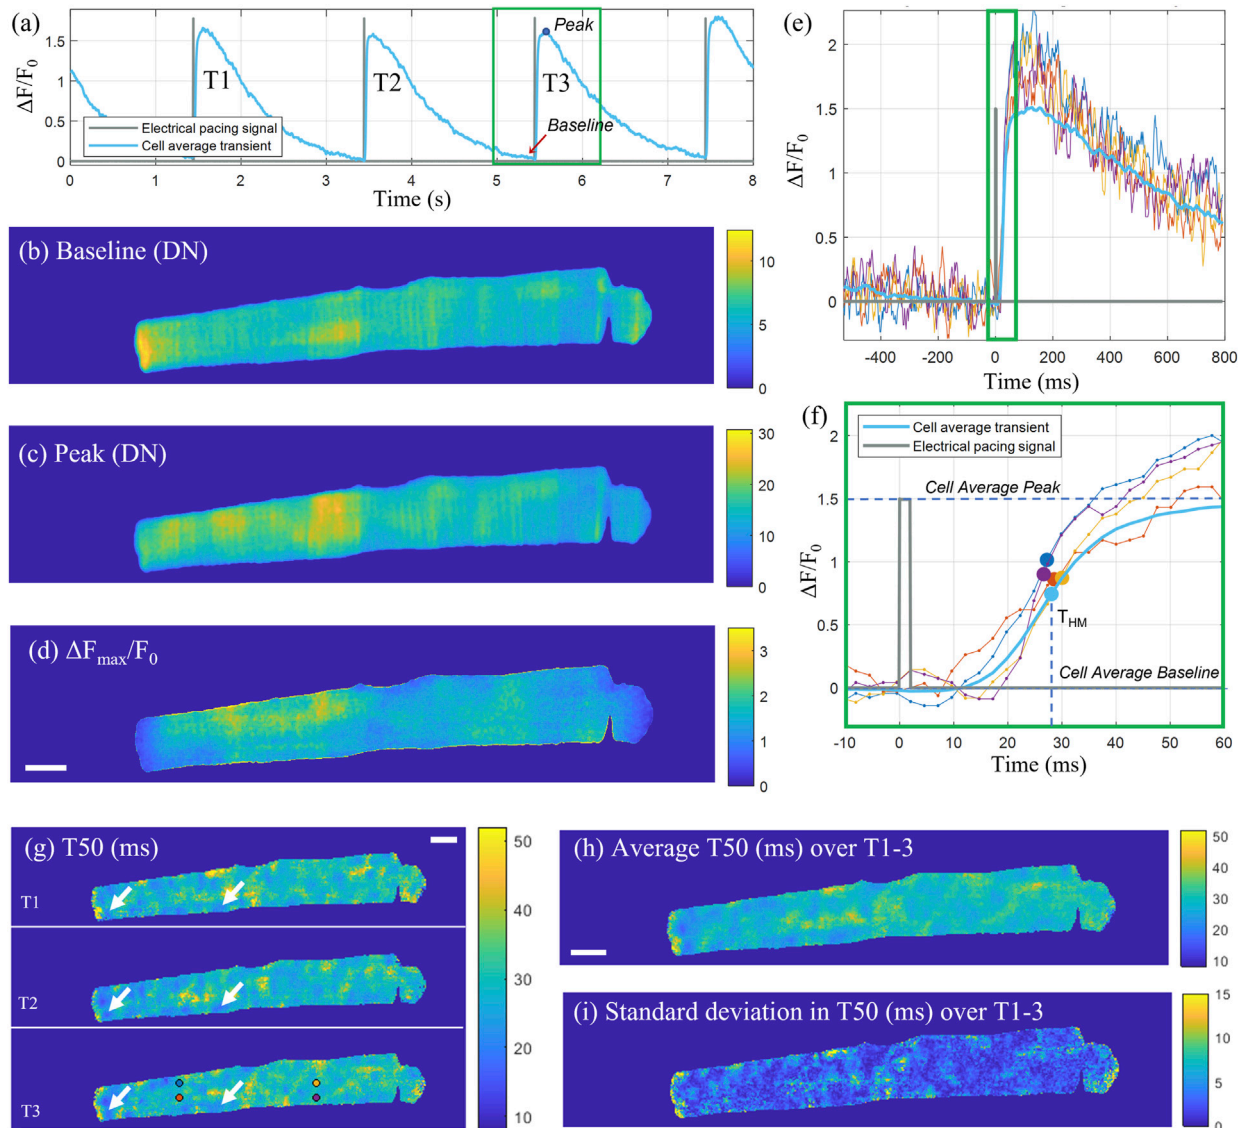 (a)
ΔF/F0
1.5
1
0.5
0
Peak
T1
T2
T3
Baseline
Electrical pacing signal
Cell average transient
0 1 2 3 4 5 6 7 8
Time (s)
(b) Baseline (DN)
10
5
0
(c) Peak (DN)
30
25
20
15
10
5
0
(d) ΔFmax/F0
3
2
1
0
(e)
ΔF/F0
2
1.5
1
0.5
0
-400 -200 0 200 400 600 800
Time (ms)
(f)
Cell average transient
Electrical pacing signal
ΔF/F0
2
1.5
1
0.5
0
Cell Average Peak
THM
Cell Average Baseline
-10 0 10 20 30 40 50 60
Time (ms)
(g) T50 (ms)
T1
T2
T3
50
40
30
20
10
(h) Average T50 (ms) over T1-3
50
40
30
20
10
(i) Standard deviation in T50 (ms) over T1-3
15
10
5
0